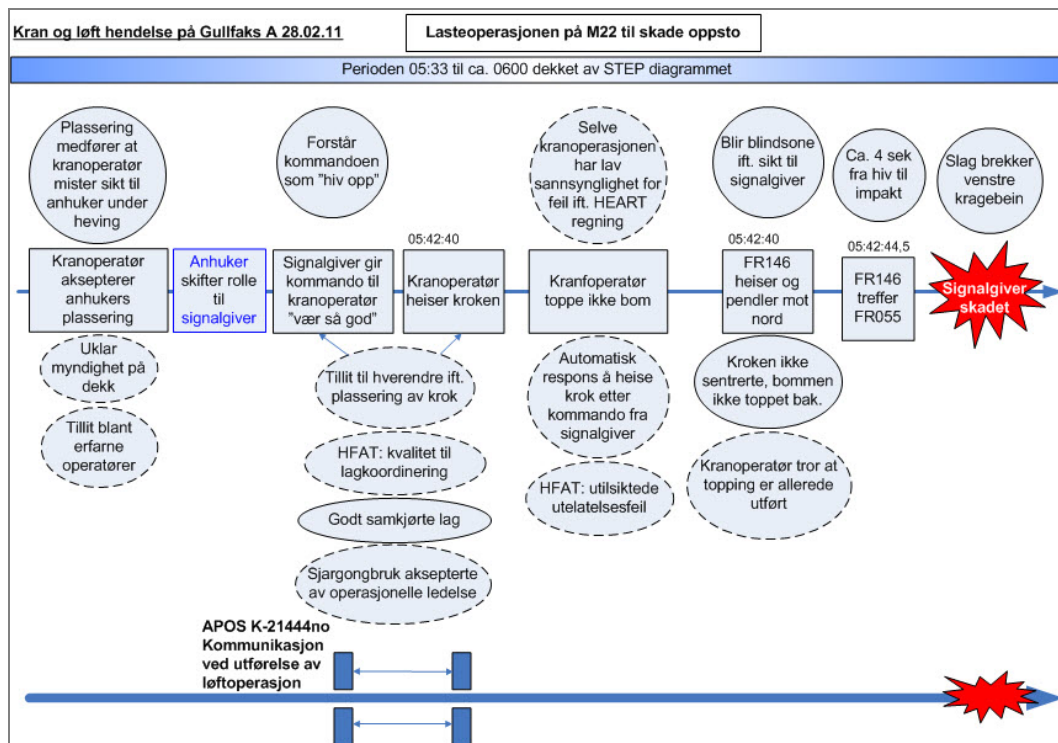 Kran og løft hendelse på Gullfaks A 28.02.11
Lasteoperasjonen på M22 til skade oppsto
Perioden 05:33 til ca. 0600 dekket av STEP diagrammet
Plassering
medfører at
kranoperatør
mister sikt til
anhuker under
heving
Forstår
kommandoen
som "hiv opp"
Selve
kranoperasjonen
har lav
sannsynglighet for
feil ift. HEART
regning
Blir blindsone
ift. sikt til
signalgiver
Ca. 4 sek
fra hiv til
impakt
Slag brekker
venstre
kragebein
Kranoperatør
aksepterer
anhukers
plassering
Anhuker
skifter rolle
til
signalgiver
Signalgiver gir
kommando til
kranoperatør
"vær så god"
05:42:40
Kranoperatør
heiser kroken
Kranfoperatør
toppe ikke bom
05:42:40
FR146
heiser og
pendler mot
nord
05:42:44,5
FR146
treffer
FR055
Signalgiver
skadet
Uklar
myndighet på
dekk
Tillit blant
erfarne
operatører
Tillit til hverendre ift.
plassering av krok
HFAT: kvalitet til
lagkoordinering
Godt samkjørte lag
Sjargongbruk aksepterte
av operasjonelle ledelse
Automatisk
respons å heise
krok etter
kommando fra
signalgiver
HFAT: utilsiktede
utelatelsesfeil
Kroken ikke
sentrerte, bommen
ikke toppet bak.
Kranoperatør tror at
topping er allerede
utført
APOS K-21444no
Kommunikasjon
ved utførelse av
løftoperasjon